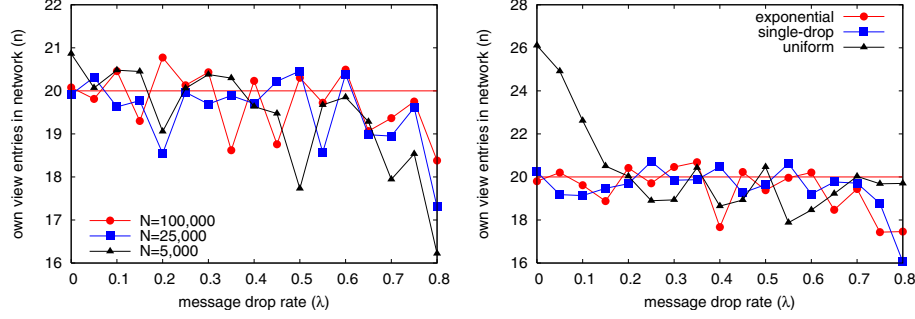 own view entries in network (n)
22
21
20
19
18
17
16
N=100,000
N=25,000
N=5,000
0 0.1 0.2 0.3 0.4 0.5 0.6 0.7 0.8
message drop rate (λ)
own view entries in network (n)
28
26
24
22
20
18
16
exponential
single-drop
uniform
0 0.1 0.2 0.3 0.4 0.5 0.6 0.7 0.8
message drop rate (λ)